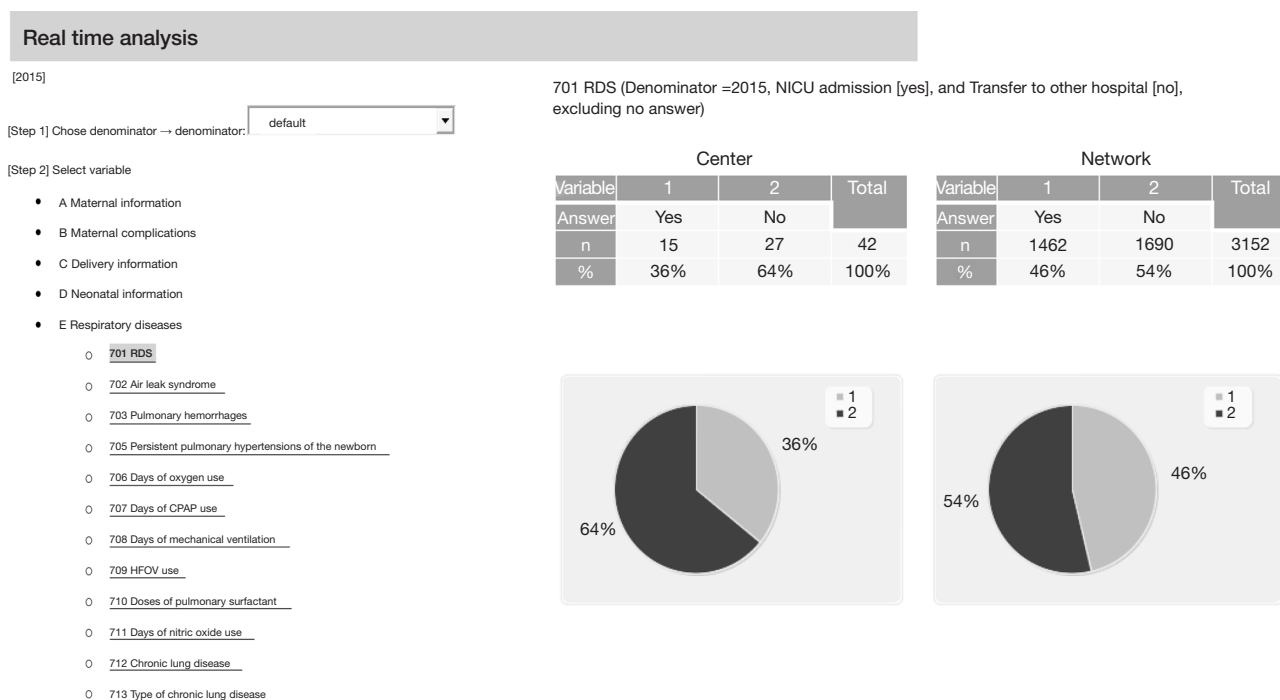 Real time analysis
[2015]
[Step 1] Chose denominator → denominator: default
[Step 2] Select variable
• A Maternal information
• B Maternal complications
• C Delivery information
• D Neonatal information
• E Respiratory diseases
o 701 RDS
o 702 Air leak syndrome
o 703 Pulmonary hemorrhages
o 705 Persistent pulmonary hypertensions of the newborn
o 706 Days of oxygen use
o 707 Days of CPAP use
o 708 Days of mechanical ventilation
o 709 HFOV use
o 710 Doses of pulmonary surfactant
o 711 Days of nitric oxide use
o 712 Chronic lung disease
o 713 Type of chronic lung disease
701 RDS (Denominator =2015, NICU admission [yes], and Transfer to other hospital [no],
excluding no answer)
Center
Variable 1 2 Total
Answer Yes No
n 15 27 42
% 36% 64% 100%
Network
Variable 1 2 Total
Answer Yes No
n 1462 1690 3152
% 46% 54% 100%
1
2
36%
64%
1
2
46%
54%